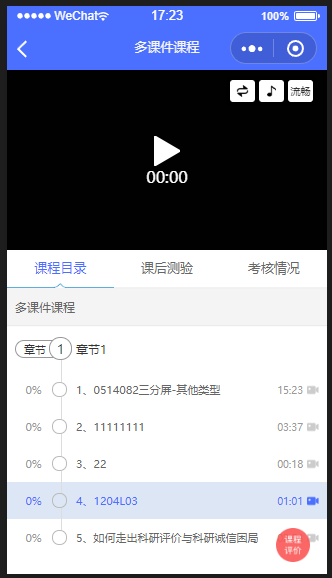 WeChat 17:23 100%
多课件课程
流畅
00:00
课程目录 课后测验 考核情况
多课件课程
章节 1 章节1
0% 1、0514082三分屏-其他类型 15:23
0% 2、11111111 03:37
0% 3、22 00:18
0% 4、1204L03 01:01
0% 5、如何走出科研评价与科研诚信困局
课程
评价